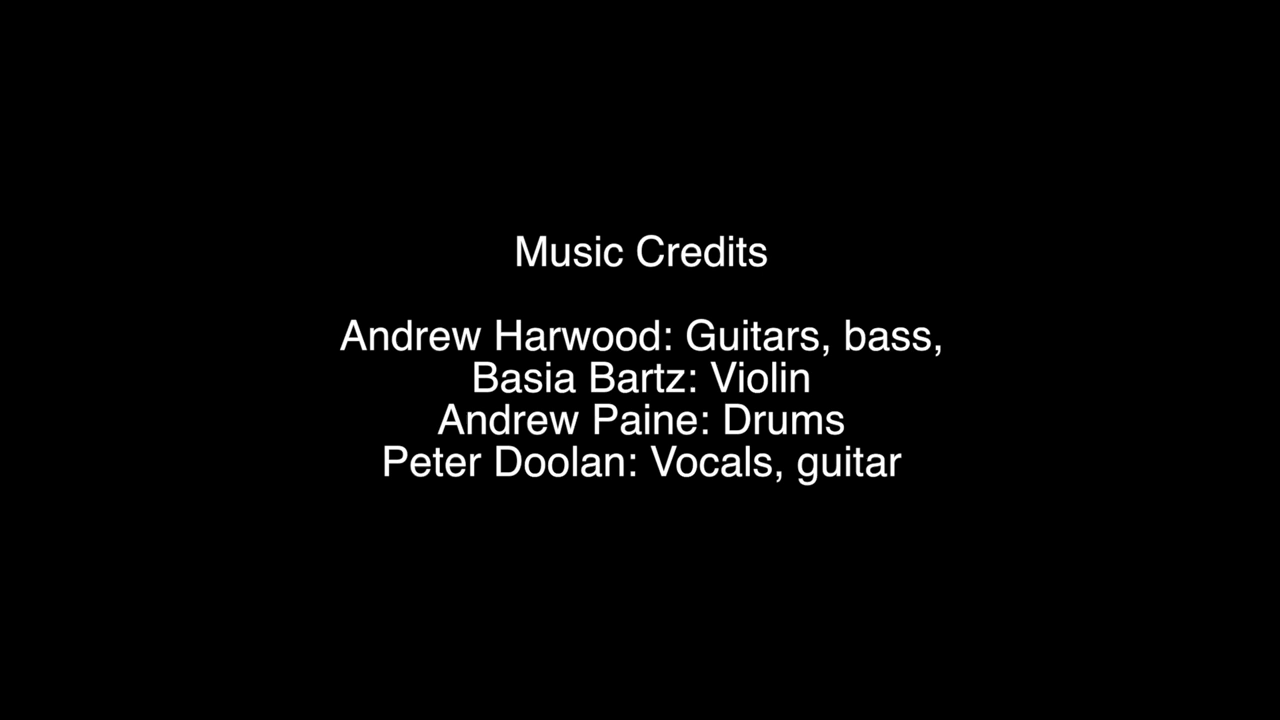 Music Credits
Andrew Harwood: Guitars, bass,
Basia Bartz: Violin
Andrew Paine: Drums
Peter Doolan: Vocals, guitar